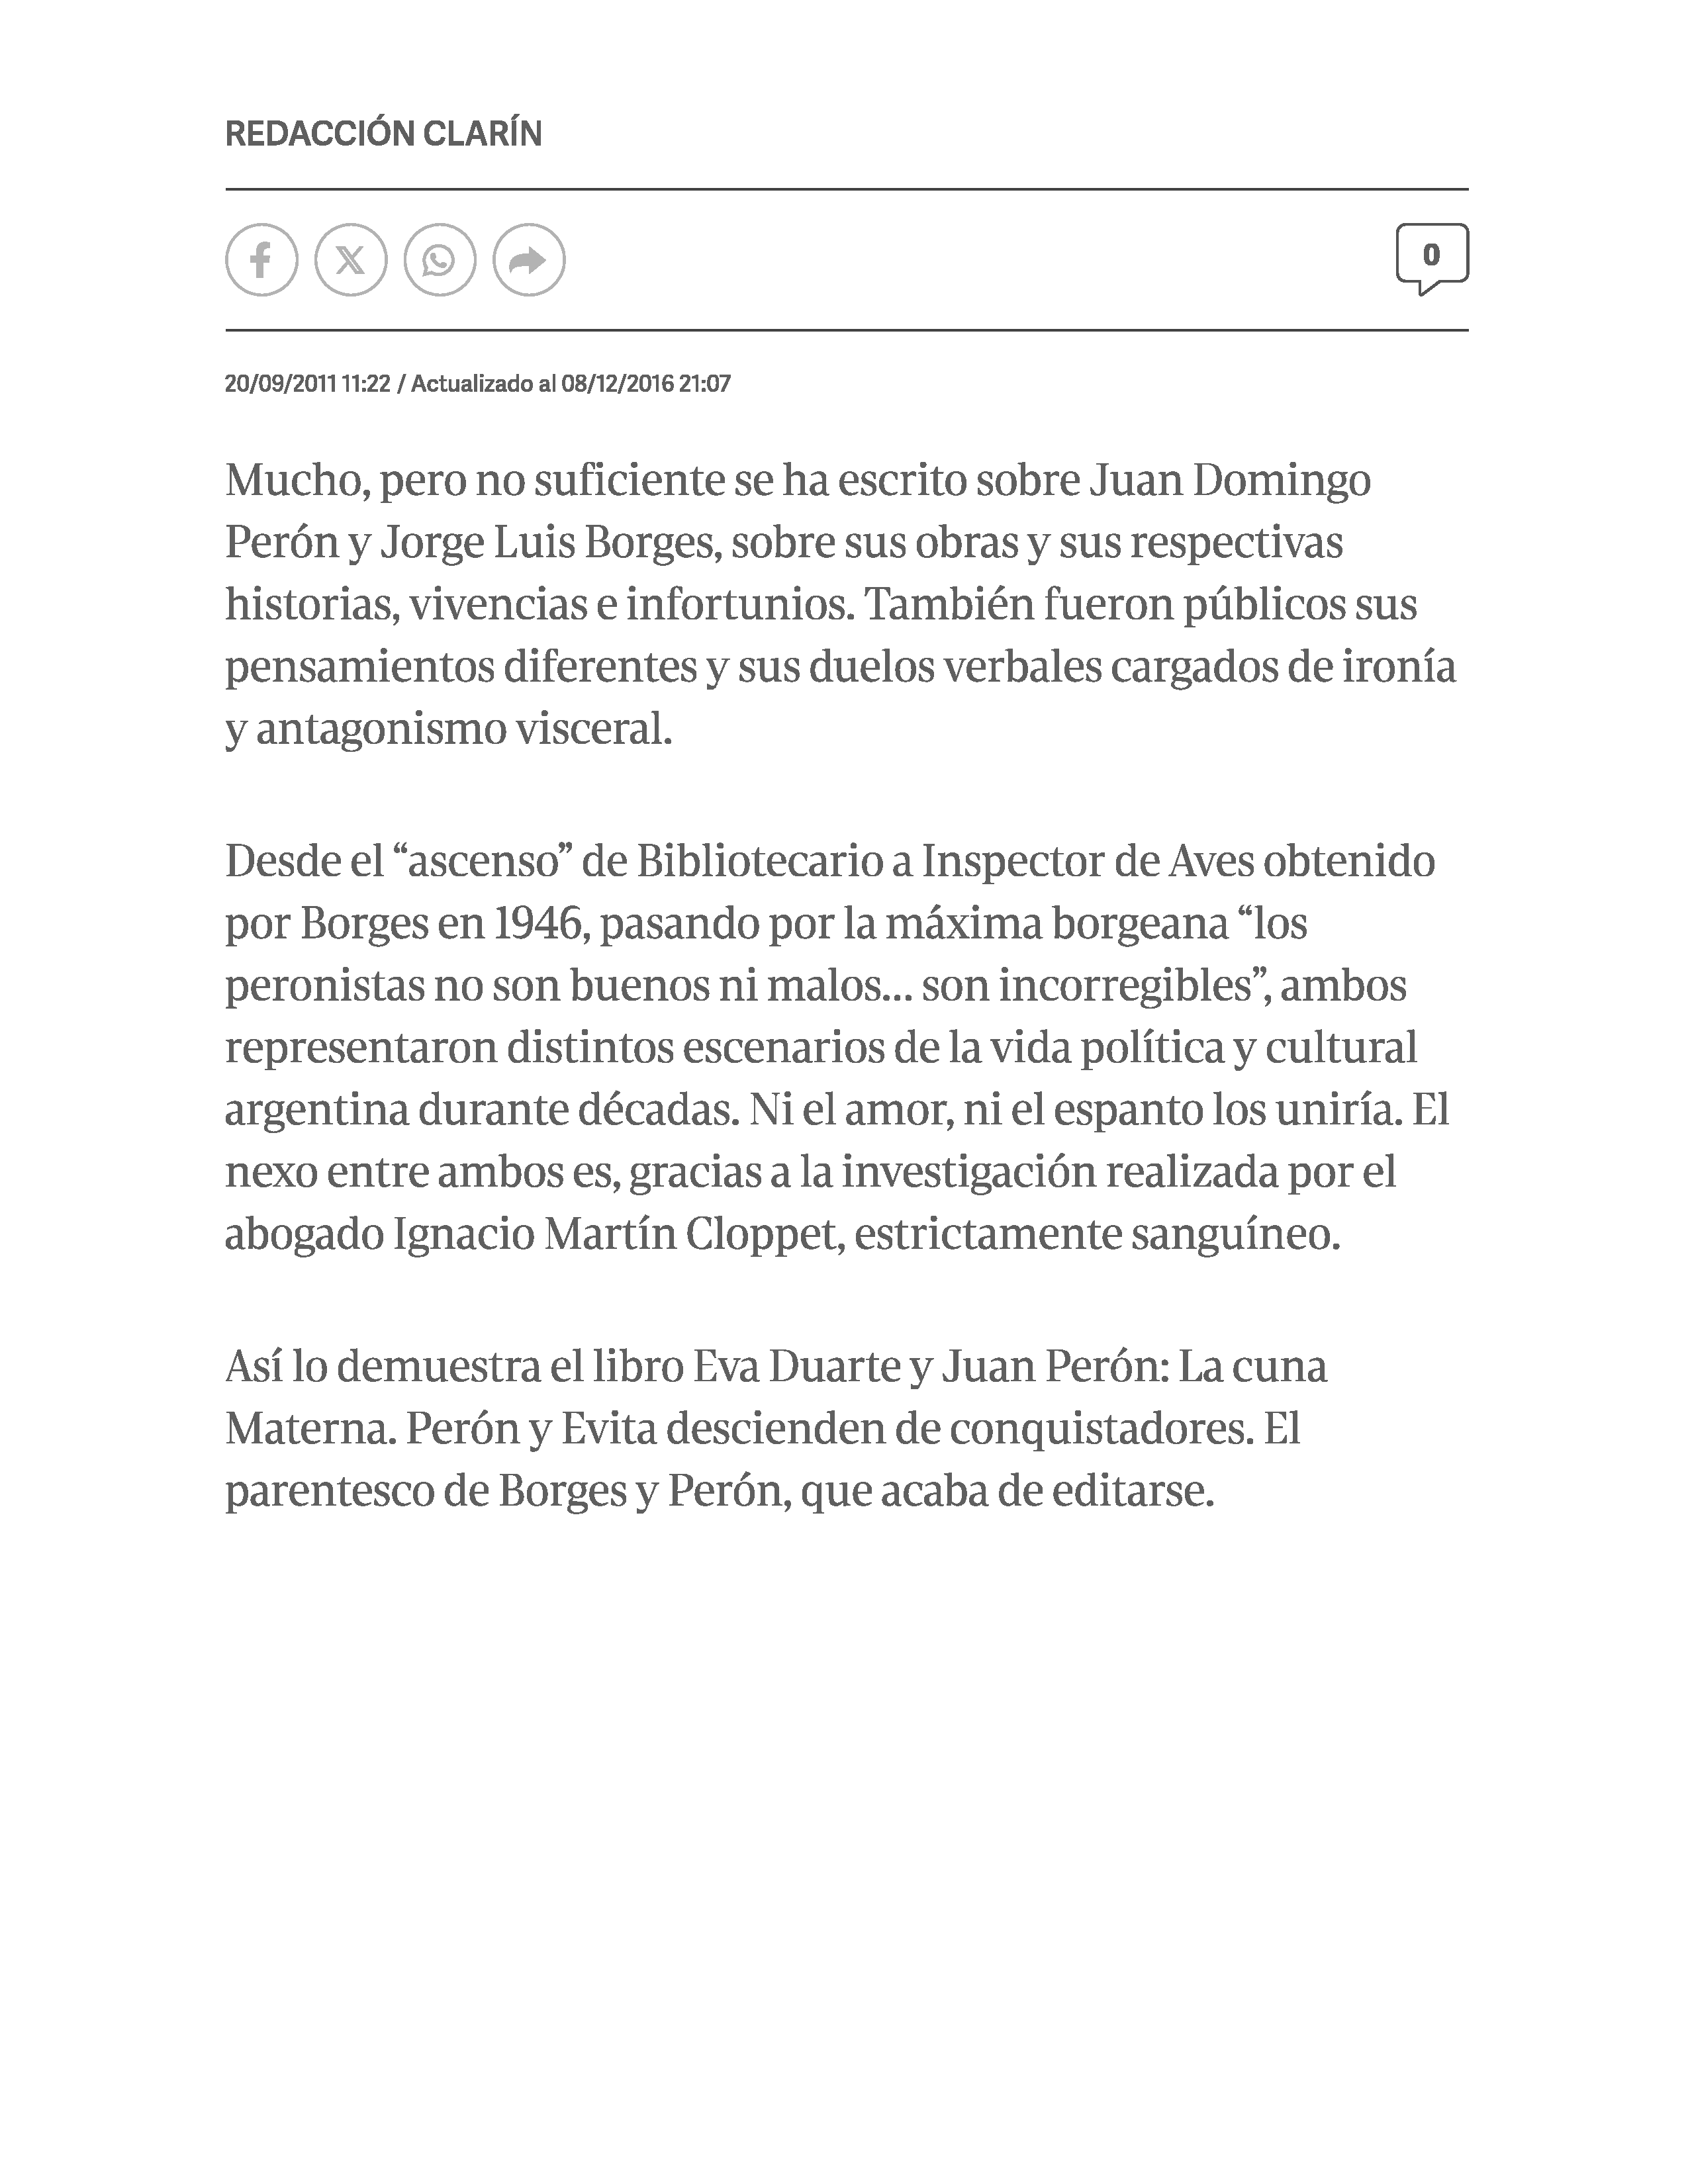 REDACCIÓN CLARÍN
0
20/09/2011 11:22 / Actualizado al 08/12/2016 21:07
Mucho, pero no suficiente se ha escrito sobre Juan Domingo
Perón y Jorge Luis Borges, sobre sus obras y sus respectivas
historias, vivencias e infortunios. También fueron públicos sus
pensamientos diferentes y sus duelos verbales cargados de ironía
y antagonismo visceral.
Desde el “ascenso” de Bibliotecario a Inspector de Aves obtenido
por Borges en 1946, pasando por la máxima borgeana “los
peronistas no son buenos ni malos... son incorregibles”, ambos
representaron distintos escenarios de la vida política y cultural
argentina durante décadas. Ni el amor, ni el espanto los uniría. El
nexo entre ambos es, gracias a la investigación realizada por el
abogado Ignacio Martín Cloppet, estrictamente sanguíneo.
Así lo demuestra el libro Eva Duarte y Juan Perón: La cuna
Materna. Perón y Evita descienden de conquistadores. El
parentesco de Borges y Perón, que acaba de editarse.